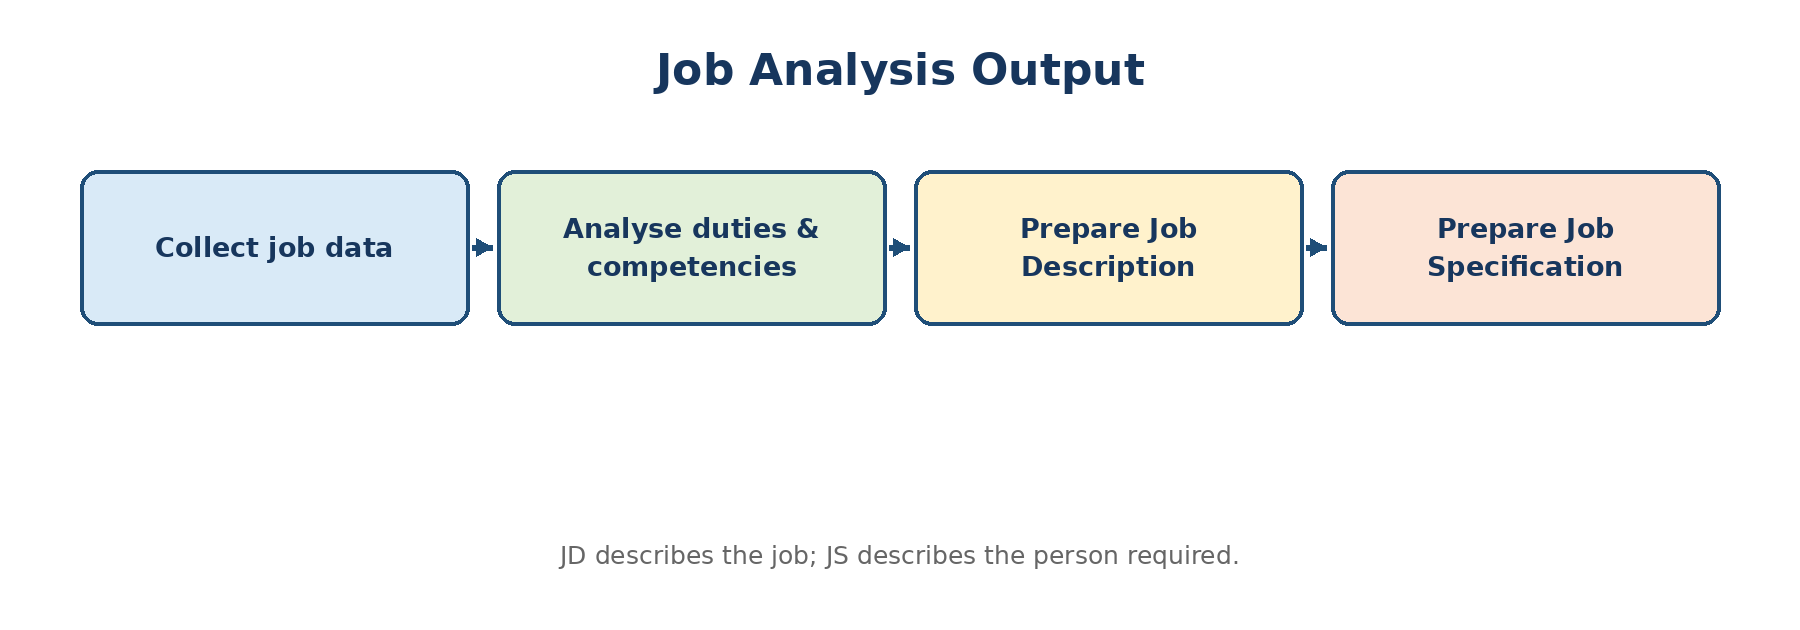 Job Analysis Output
Collect job data
Analyse duties &
competencies
Prepare Job
Description
Prepare Job
Specification
JD describes the job; JS describes the person required.